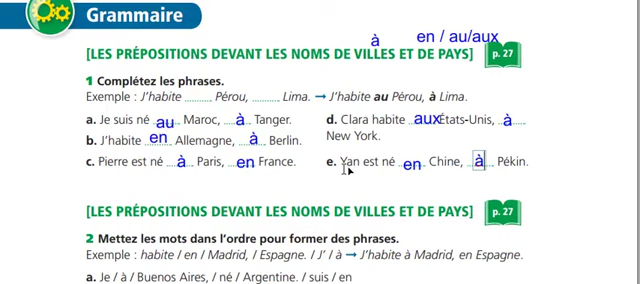 Grammaire
à en / au/aux
[LES PRÉPOSITIONS DEVANT LES NOMS DE VILLES ET DE PAYS] p. 27
1 Complétez les phrases.
Exemple : J'habite ............ Pérou, ............ Lima. → J'habite au Pérou, à Lima.
a. Je suis né au Maroc, à Tanger.
b. J'habite en Allemagne, à Berlin.
c. Pierre est né à Paris, en France.
d. Clara habite aux États-Unis, à
New York.
e. Yan est né en Chine, à Pékin.
[LES PRÉPOSITIONS DEVANT LES NOMS DE VILLES ET DE PAYS] p. 27
2 Mettez les mots dans l'ordre pour former des phrases.
Exemple : habite / en / Madrid, / Espagne. / J' / à → J'habite à Madrid, en Espagne.
a. Je / à / Buenos Aires, / né / Argentine. / suis / en